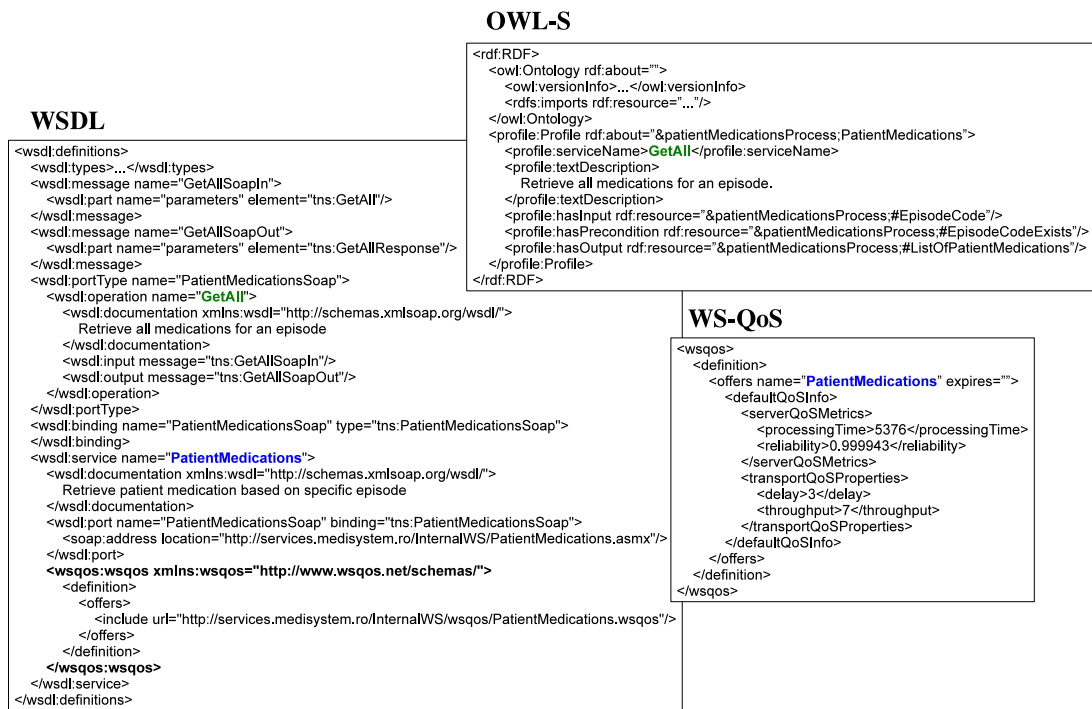 OWL-S
<rdf:RDF>
<owl:Ontology rdf:about="">
<owl:versionInfo>...</owl:versionInfo>
<rdfs:imports rdf:resource="..."/>
</owl:Ontology>
<profile:Profile rdf:about="&patientMedicationsProcess;PatientMedications">
<profile:serviceName>GetAll</profile:serviceName>
<profile:textDescription>
Retrieve all medications for an episode.
</profile:textDescription>
<profile:hasInput rdf:resource="&patientMedicationsProcess;#EpisodeCode"/>
<profile:hasPrecondition rdf:resource="&patientMedicationsProcess;#EpisodeCodeExists"/>
<profile:hasOutput rdf:resource="&patientMedicationsProcess;#ListOfPatientMedications"/>
</profile:Profile>
</rdf:RDF>
WSDL
<wsdl:definitions>
<wsdl:types>...</wsdl:types>
<wsdl:message name="GetAllSoapIn">
<wsdl:part name="parameters" element="tns:GetAll"/>
</wsdl:message>
<wsdl:message name="GetAllSoapOut">
<wsdl:part name="parameters" element="tns:GetAllResponse"/>
</wsdl:message>
<wsdl:portType name="PatientMedicationsSoap">
<wsdl:operation name="GetAll">
<wsdl:documentation xmlns:wsdl="http://schemas.xmlsoap.org/wsdl/">
Retrieve all medications for an episode
</wsdl:documentation>
<wsdl:input message="tns:GetAllSoapIn"/>
<wsdl:output message="tns:GetAllSoapOut"/>
</wsdl:operation>
</wsdl:portType>
<wsdl:binding name="PatientMedicationsSoap" type="tns:PatientMedicationsSoap">
</wsdl:binding>
<wsdl:service name="PatientMedications">
<wsdl:documentation xmlns:wsdl="http://schemas.xmlsoap.org/wsdl/">
Retrieve patient medication based on specific episode
</wsdl:documentation>
<wsdl:port name="PatientMedicationsSoap" binding="tns:PatientMedicationsSoap">
<soap:address location="http://services.medisystem.ro/InternalWS/PatientMedications.asmx"/>
</wsdl:port>
<wsqos:wsqos xmlns:wsqos="http://www.wsqos.net/schemas/">
<definition>
<offers>
<include url="http://services.medisystem.ro/InternalWS/wsqos/PatientMedications.wsqos"/>
</offers>
</definition>
</wsqos:wsqos>
</wsdl:service>
</wsdl:definitions>
WS-QoS
<wsqos>
<definition>
<offers name="PatientMedications" expires="">
<defaultQoSInfo>
<serverQoSMetrics>
<processingTime>5376</processingTime>
<reliability>0.999943</reliability>
</serverQoSMetrics>
<transportQoSProperties>
<delay>3</delay>
<throughput>7</throughput>
</transportQoSProperties>
</defaultQoSInfo>
</offers>
</definition>
</wsqos>